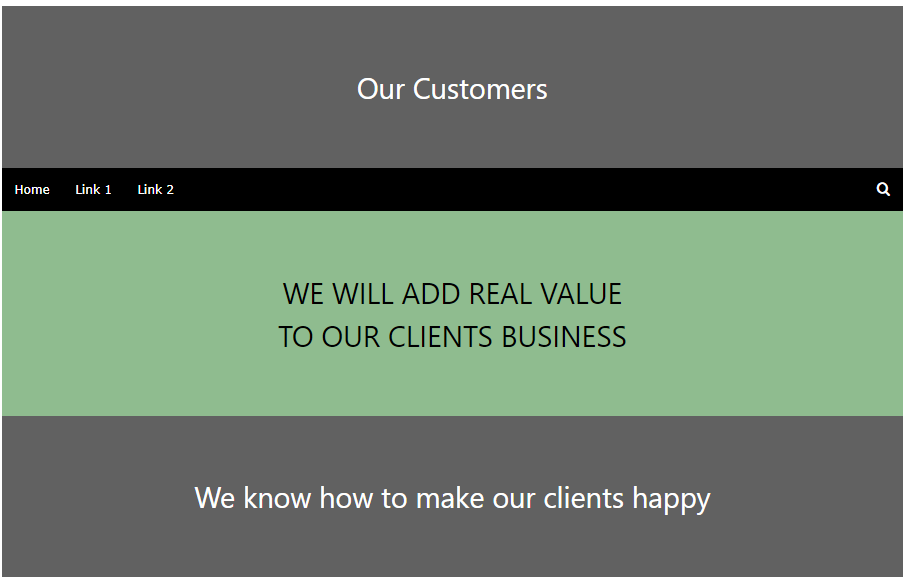 Our Customers
Home Link 1 Link 2
WE WILL ADD REAL VALUE
TO OUR CLIENTS BUSINESS
We know how to make our clients happy